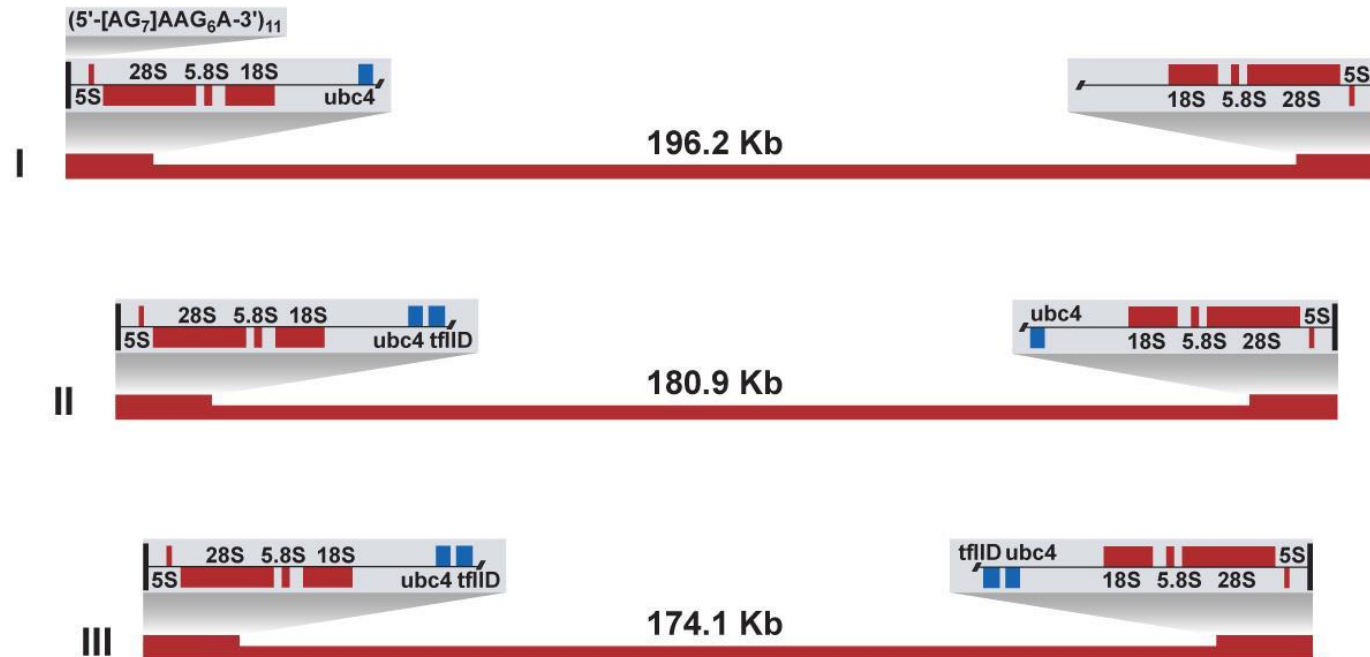 (5'-[AG₇]AAG₆A-3')₁₁
28S 5.8S 18S
5S ubc4
5S
18S 5.8S 28S
196.2 Kb
I
28S 5.8S 18S
5S ubc4 tfIID
ubc4 5S
18S 5.8S 28S
180.9 Kb
II
28S 5.8S 18S
5S ubc4 tfIID
tfIID ubc4 5S
18S 5.8S 28S
174.1 Kb
III